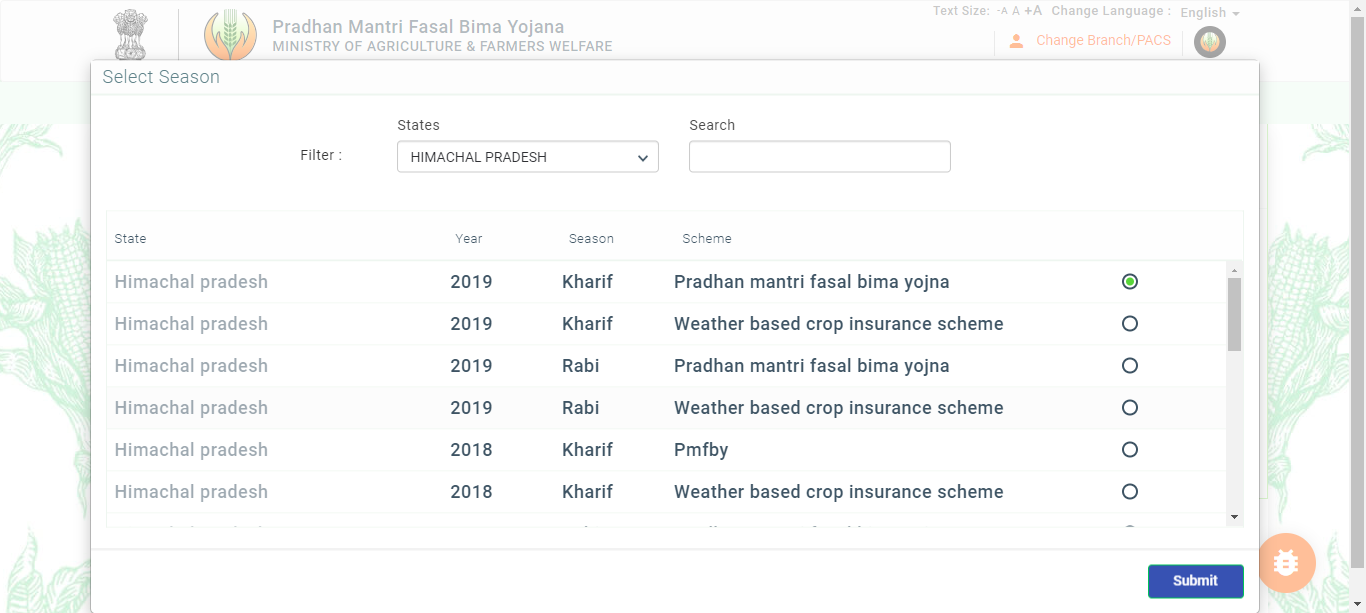 Text Size: -A A +A Change Language : English
Pradhan Mantri Fasal Bima Yojana
MINISTRY OF AGRICULTURE & FARMERS WELFARE
Change Branch/PACS
Select Season
States
Search
Filter :
HIMACHAL PRADESH
State Year Season Scheme
Himachal pradesh 2019 Kharif Pradhan mantri fasal bima yojna
Himachal pradesh 2019 Kharif Weather based crop insurance scheme
Himachal pradesh 2019 Rabi Pradhan mantri fasal bima yojna
Himachal pradesh 2019 Rabi Weather based crop insurance scheme
Himachal pradesh 2018 Kharif Pmfby
Himachal pradesh 2018 Kharif Weather based crop insurance scheme
Submit